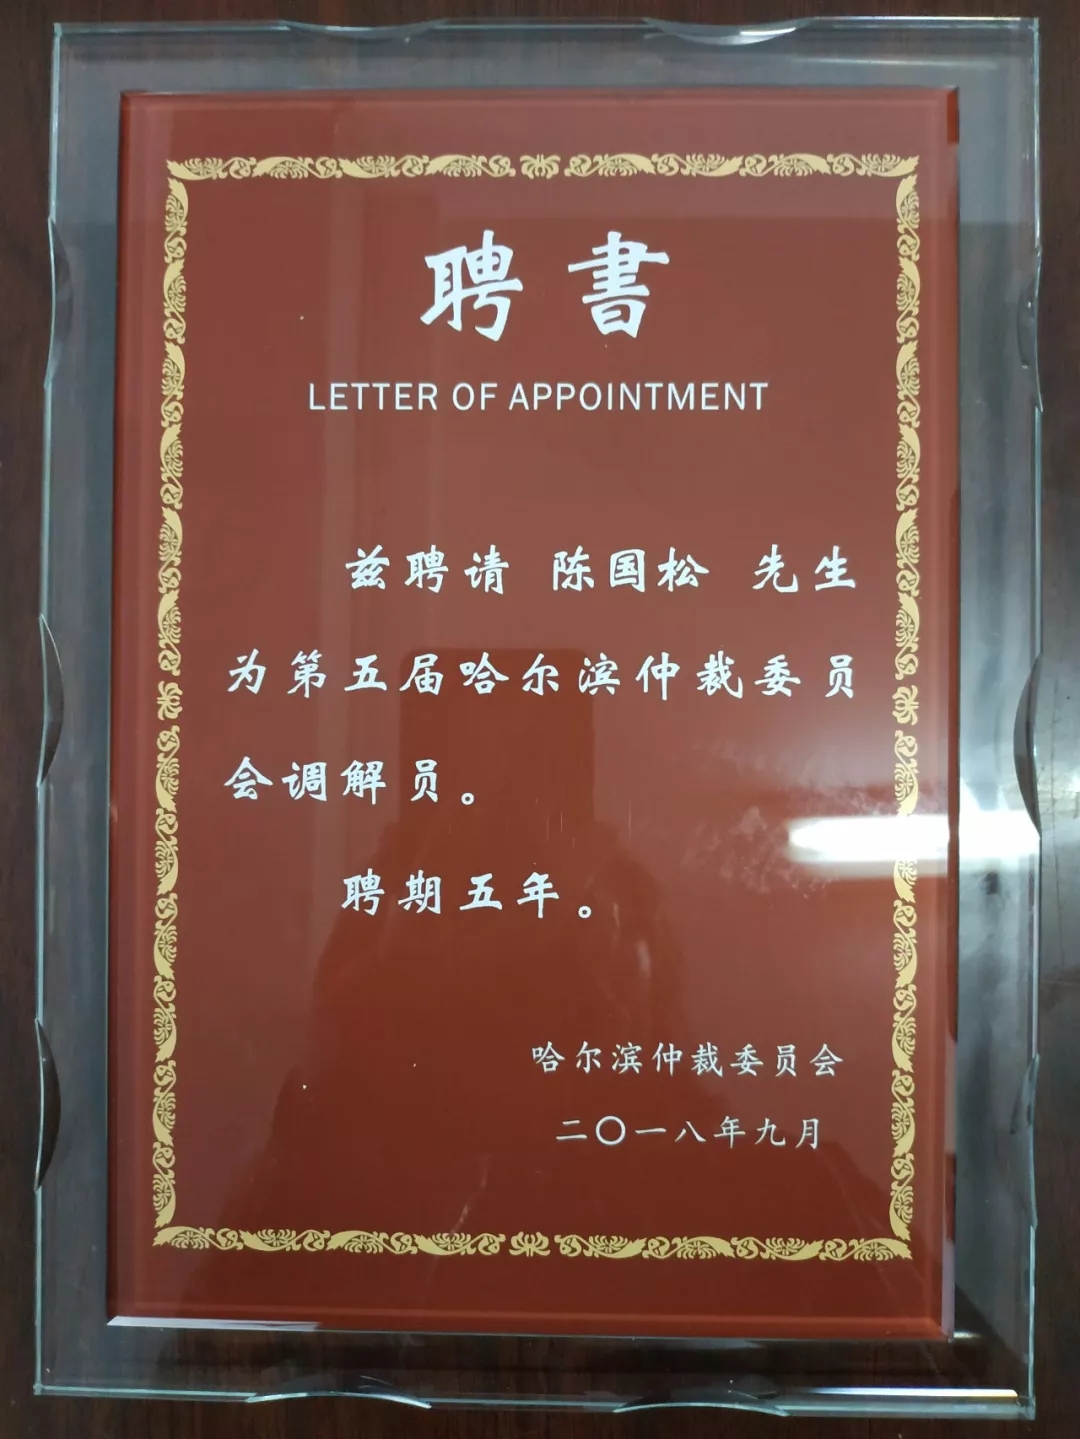 聘書
LETTER OF APPOINTMENT
兹聘请 陈国松 先生
为第五届哈尔滨仲裁委员
会调解员。
聘期五年。
哈尔滨仲裁委员会
二〇一八年九月